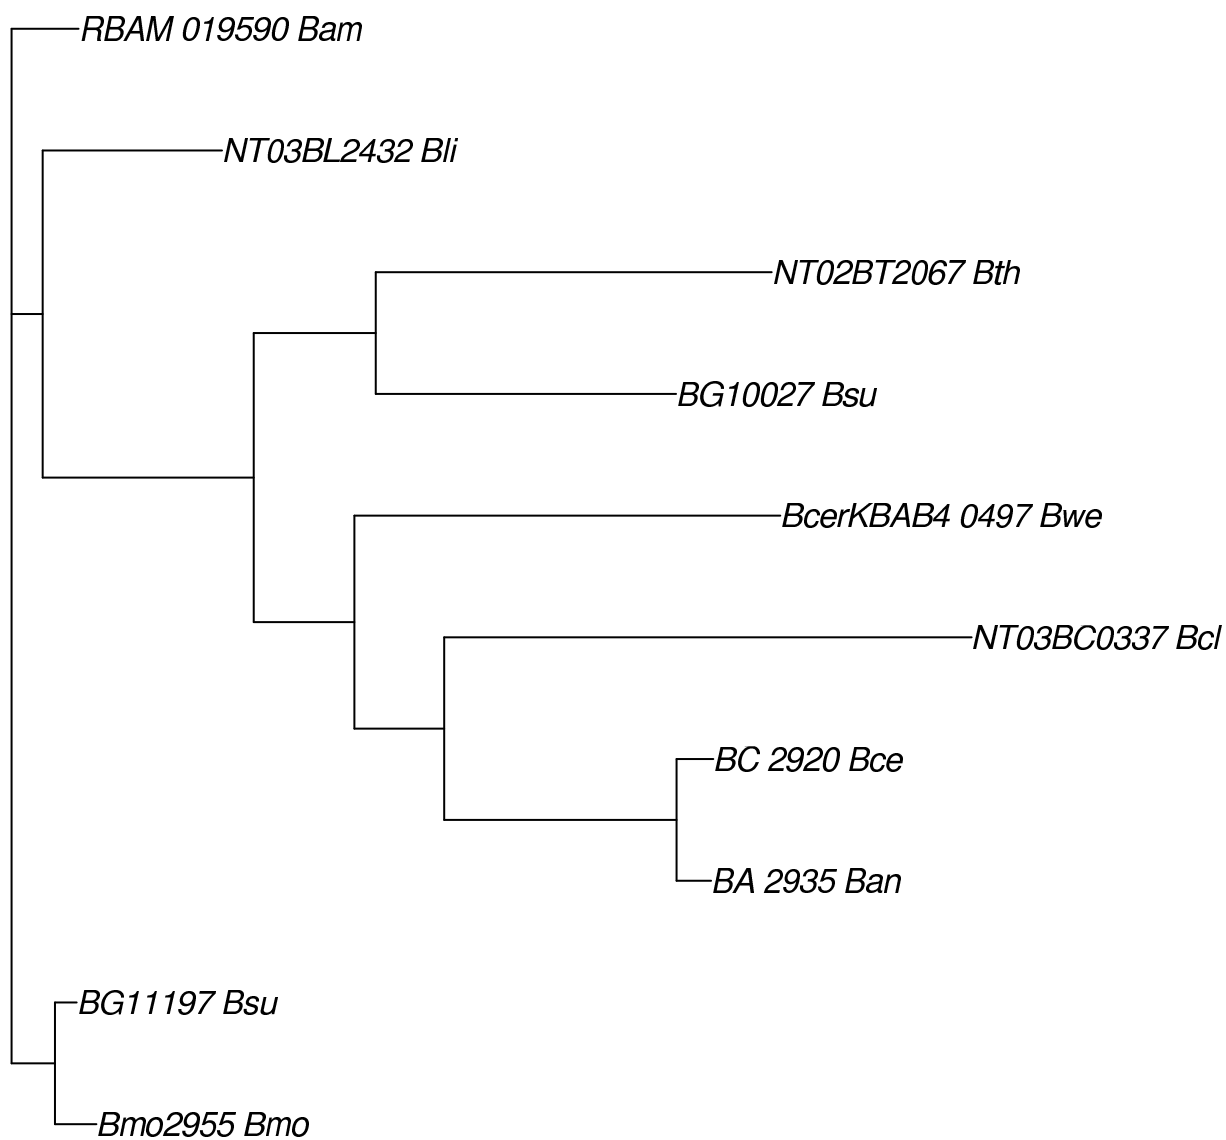 RBAM 019590 Bam
NT03BL2432 Bli
NT02BT2067 Bth
BG10027 Bsu
BcerKBAB4 0497 Bwe
NT03BC0337 Bcl
BC 2920 Bce
BA 2935 Ban
BG11197 Bsu
Bmo2955 Bmo